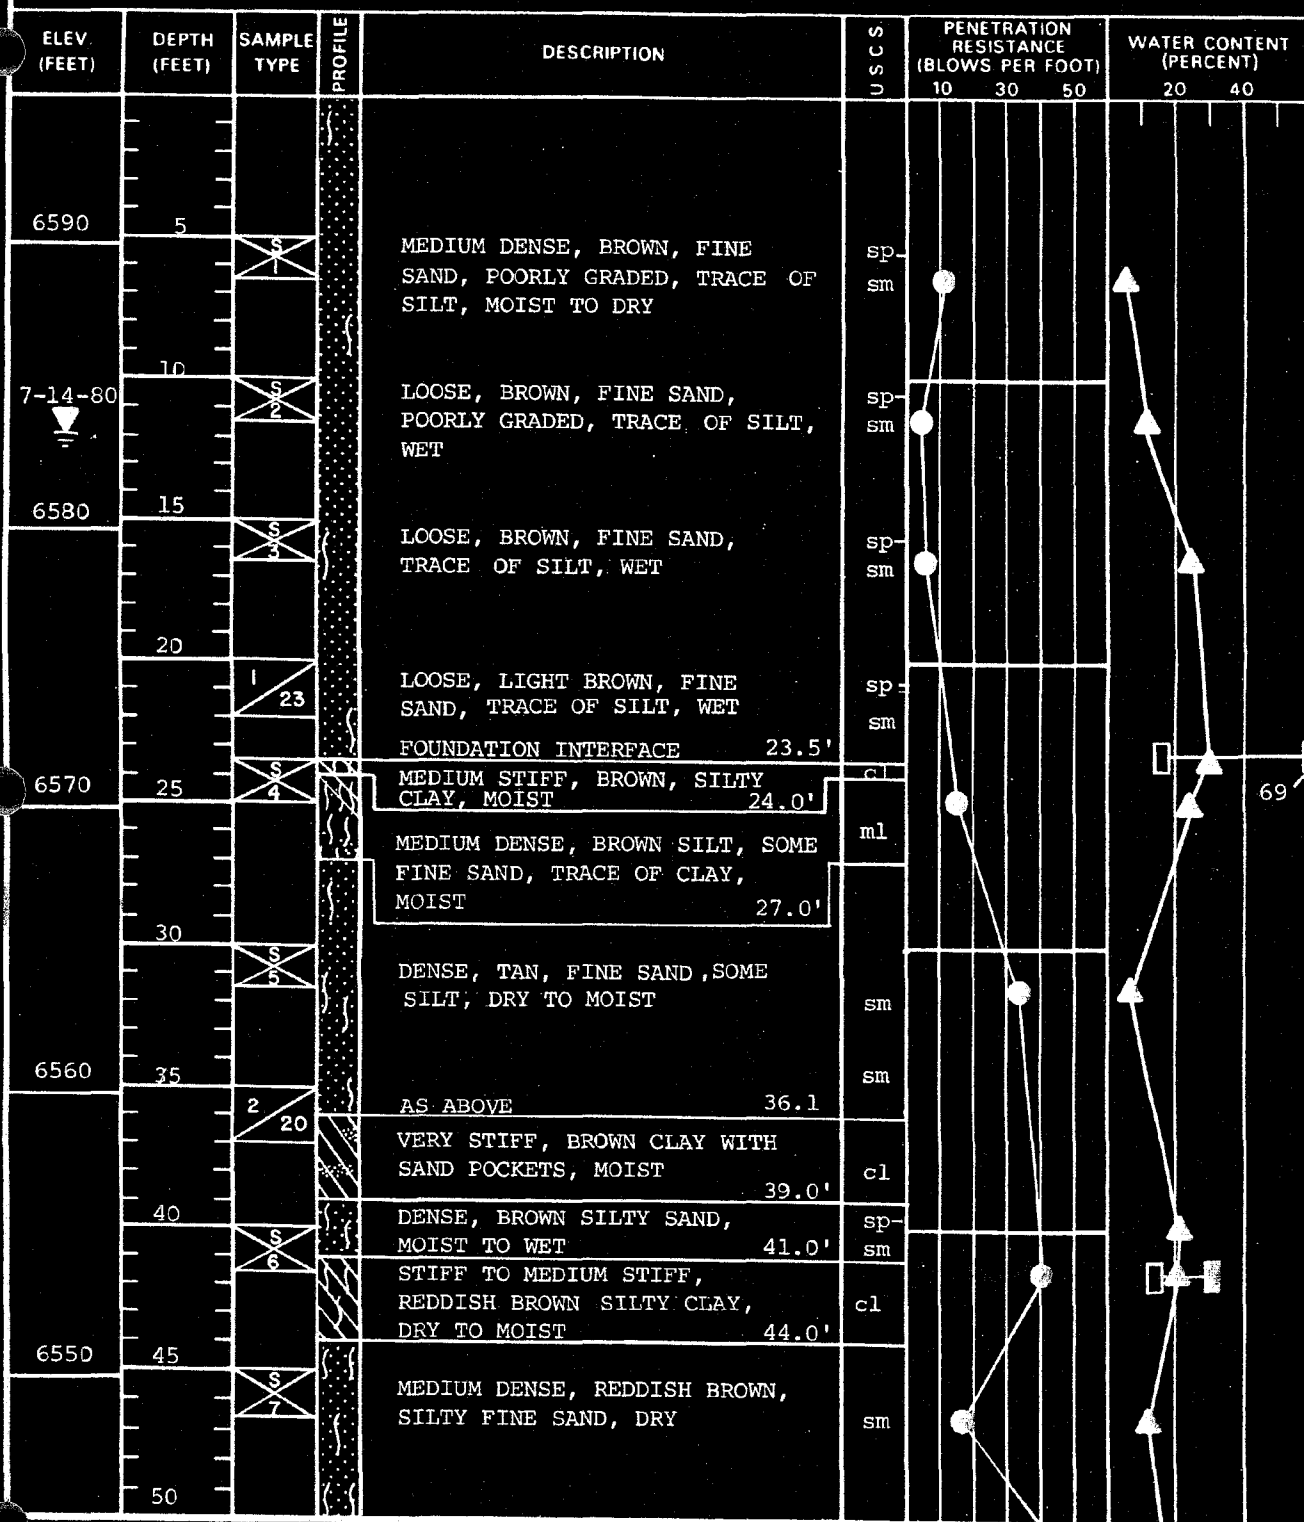 ELEV. (FEET)
DEPTH (FEET)
SAMPLE TYPE
PROFILE
DESCRIPTION
USCS
PENETRATION RESISTANCE (BLOWS PER FOOT)
10 30 50
WATER CONTENT (PERCENT)
20 40
6590
5
S 1
MEDIUM DENSE, BROWN, FINE
SAND, POORLY GRADED, TRACE OF
SILT, MOIST TO DRY
sp-
sm
10
7-14-80
S 2
LOOSE, BROWN, FINE SAND,
POORLY GRADED, TRACE OF SILT,
WET
sp-
sm
6580
15
S 3
LOOSE, BROWN, FINE SAND,
TRACE OF SILT, WET
sp-
sm
20
1/23
LOOSE, LIGHT BROWN, FINE
SAND, TRACE OF SILT, WET
sp-
sm
FOUNDATION INTERFACE 23.5'
6570
25
S 4
MEDIUM STIFF, BROWN, SILTY
CLAY, MOIST 24.0'
cl
69
MEDIUM DENSE, BROWN SILT, SOME
FINE SAND, TRACE OF CLAY,
MOIST 27.0'
ml
30
S 5
DENSE, TAN, FINE SAND ,SOME
SILT, DRY TO MOIST
sm
6560
35
sm
2/20
AS ABOVE 36.1
VERY STIFF, BROWN CLAY WITH
SAND POCKETS, MOIST
39.0'
cl
40
S 6
DENSE, BROWN SILTY SAND,
MOIST TO WET 41.0'
sp-
sm
STIFF TO MEDIUM STIFF,
REDDISH BROWN SILTY CLAY,
DRY TO MOIST 44.0'
cl
6550
45
S 7
MEDIUM DENSE, REDDISH BROWN,
SILTY FINE SAND, DRY
sm
50